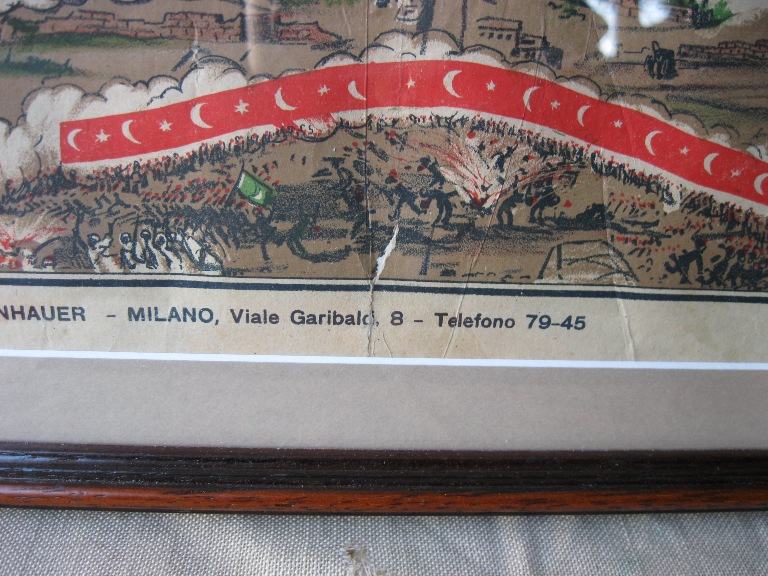 NHAUER - MILANO, Viale Garibald, 8 - Telefono 79-45